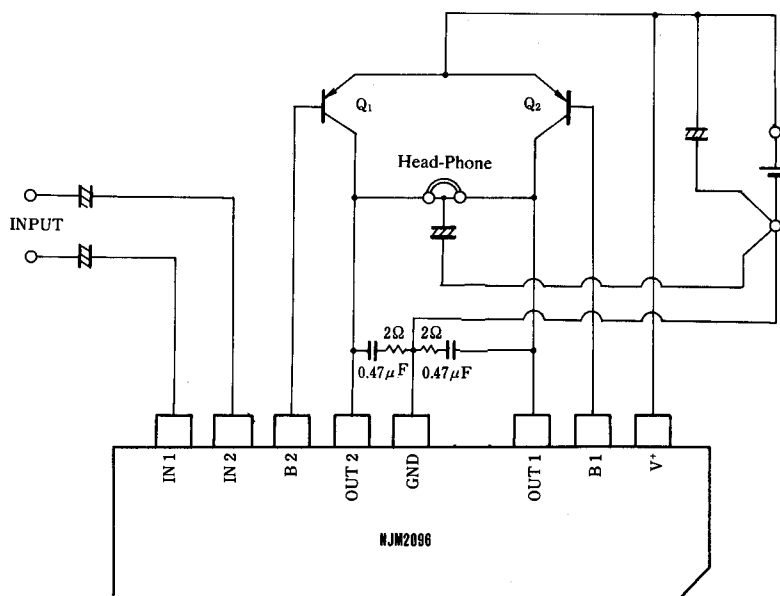 Q₁
Q₂
Head-Phone
INPUT
2Ω
2Ω
0.47μF
0.47μF
IN 1
IN 2
B 2
OUT 2
GND
OUT 1
B 1
V⁺
NJM2096